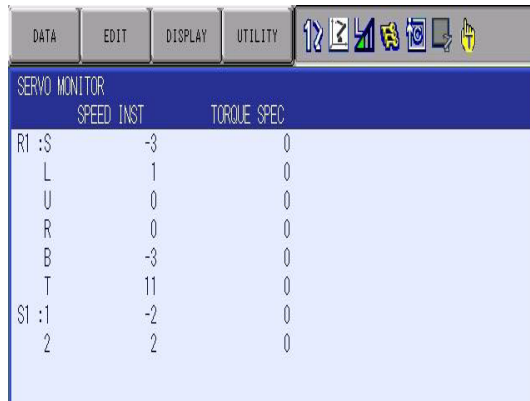 DATA EDIT DISPLAY UTILITY
SERVO MONITOR
SPEED INST TORQUE SPEC
R1 :S -3 0
L 1 0
U 0 0
R 0 0
B -3 0
T 11 0
S1 :1 -2 0
2 2 0